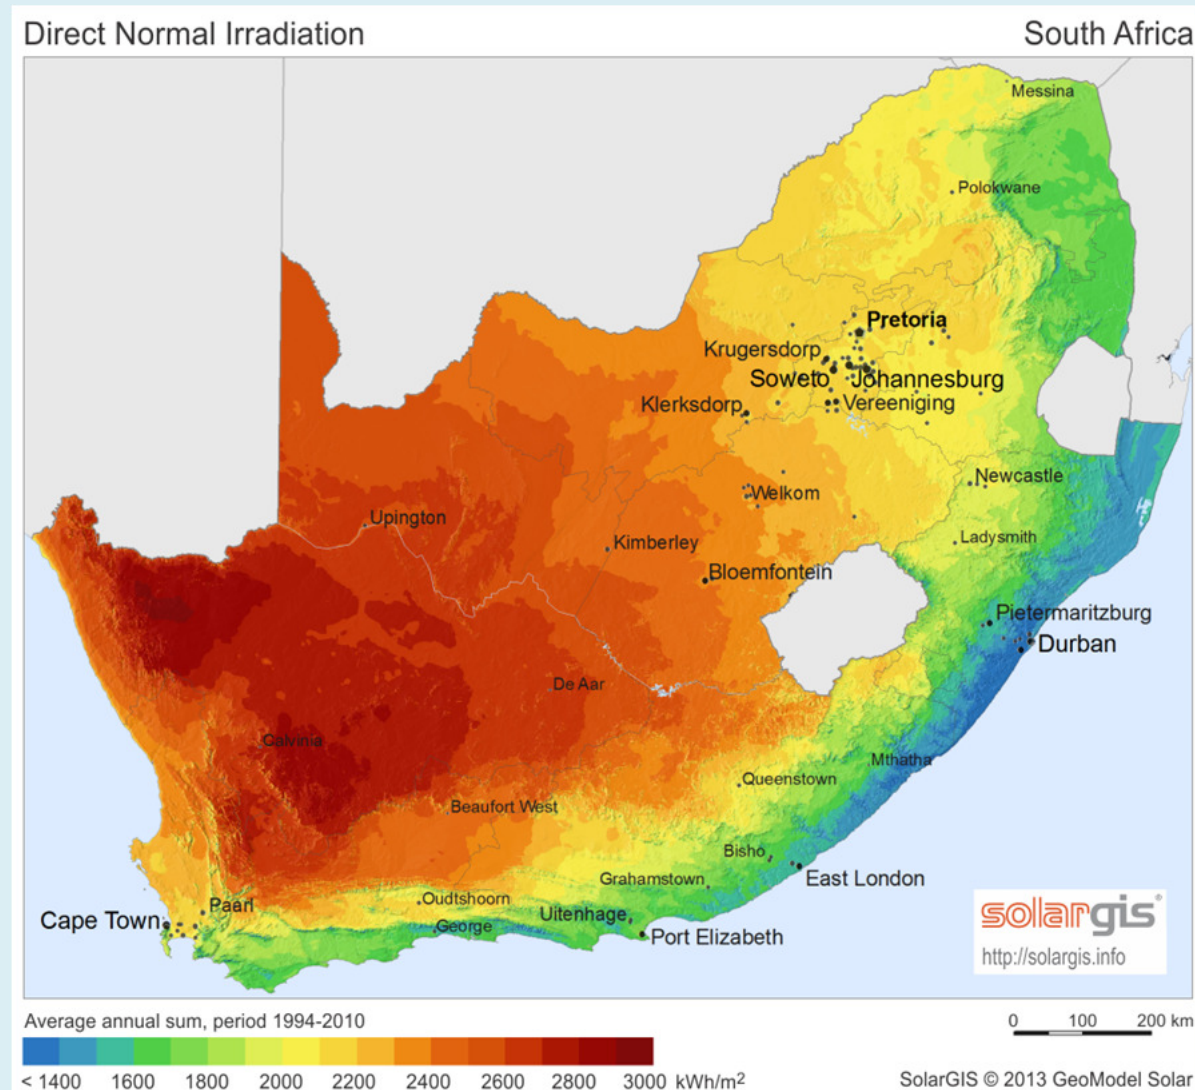 Direct Normal Irradiation
South Africa
Messina
Polokwane
Pretoria
Krugersdorp
Soweto
Johannesburg
Klerksdorp
Vereeniging
Newcastle
Welkom
Upington
Ladysmith
Kimberley
Bloemfontein
Pietermaritzburg
Durban
De Aar
Calvinia
Mthatha
Queenstown
Beaufort West
Bisho
East London
Grahamstown
Oudtshoorn
Paarl
Uitenhage
Cape Town
George
Port Elizabeth
solargis®
http://solargis.info
Average annual sum, period 1994-2010
0 100 200 km
< 1400 1600 1800 2000 2200 2400 2600 2800 3000 kWh/m²
SolarGIS © 2013 GeoModel Solar